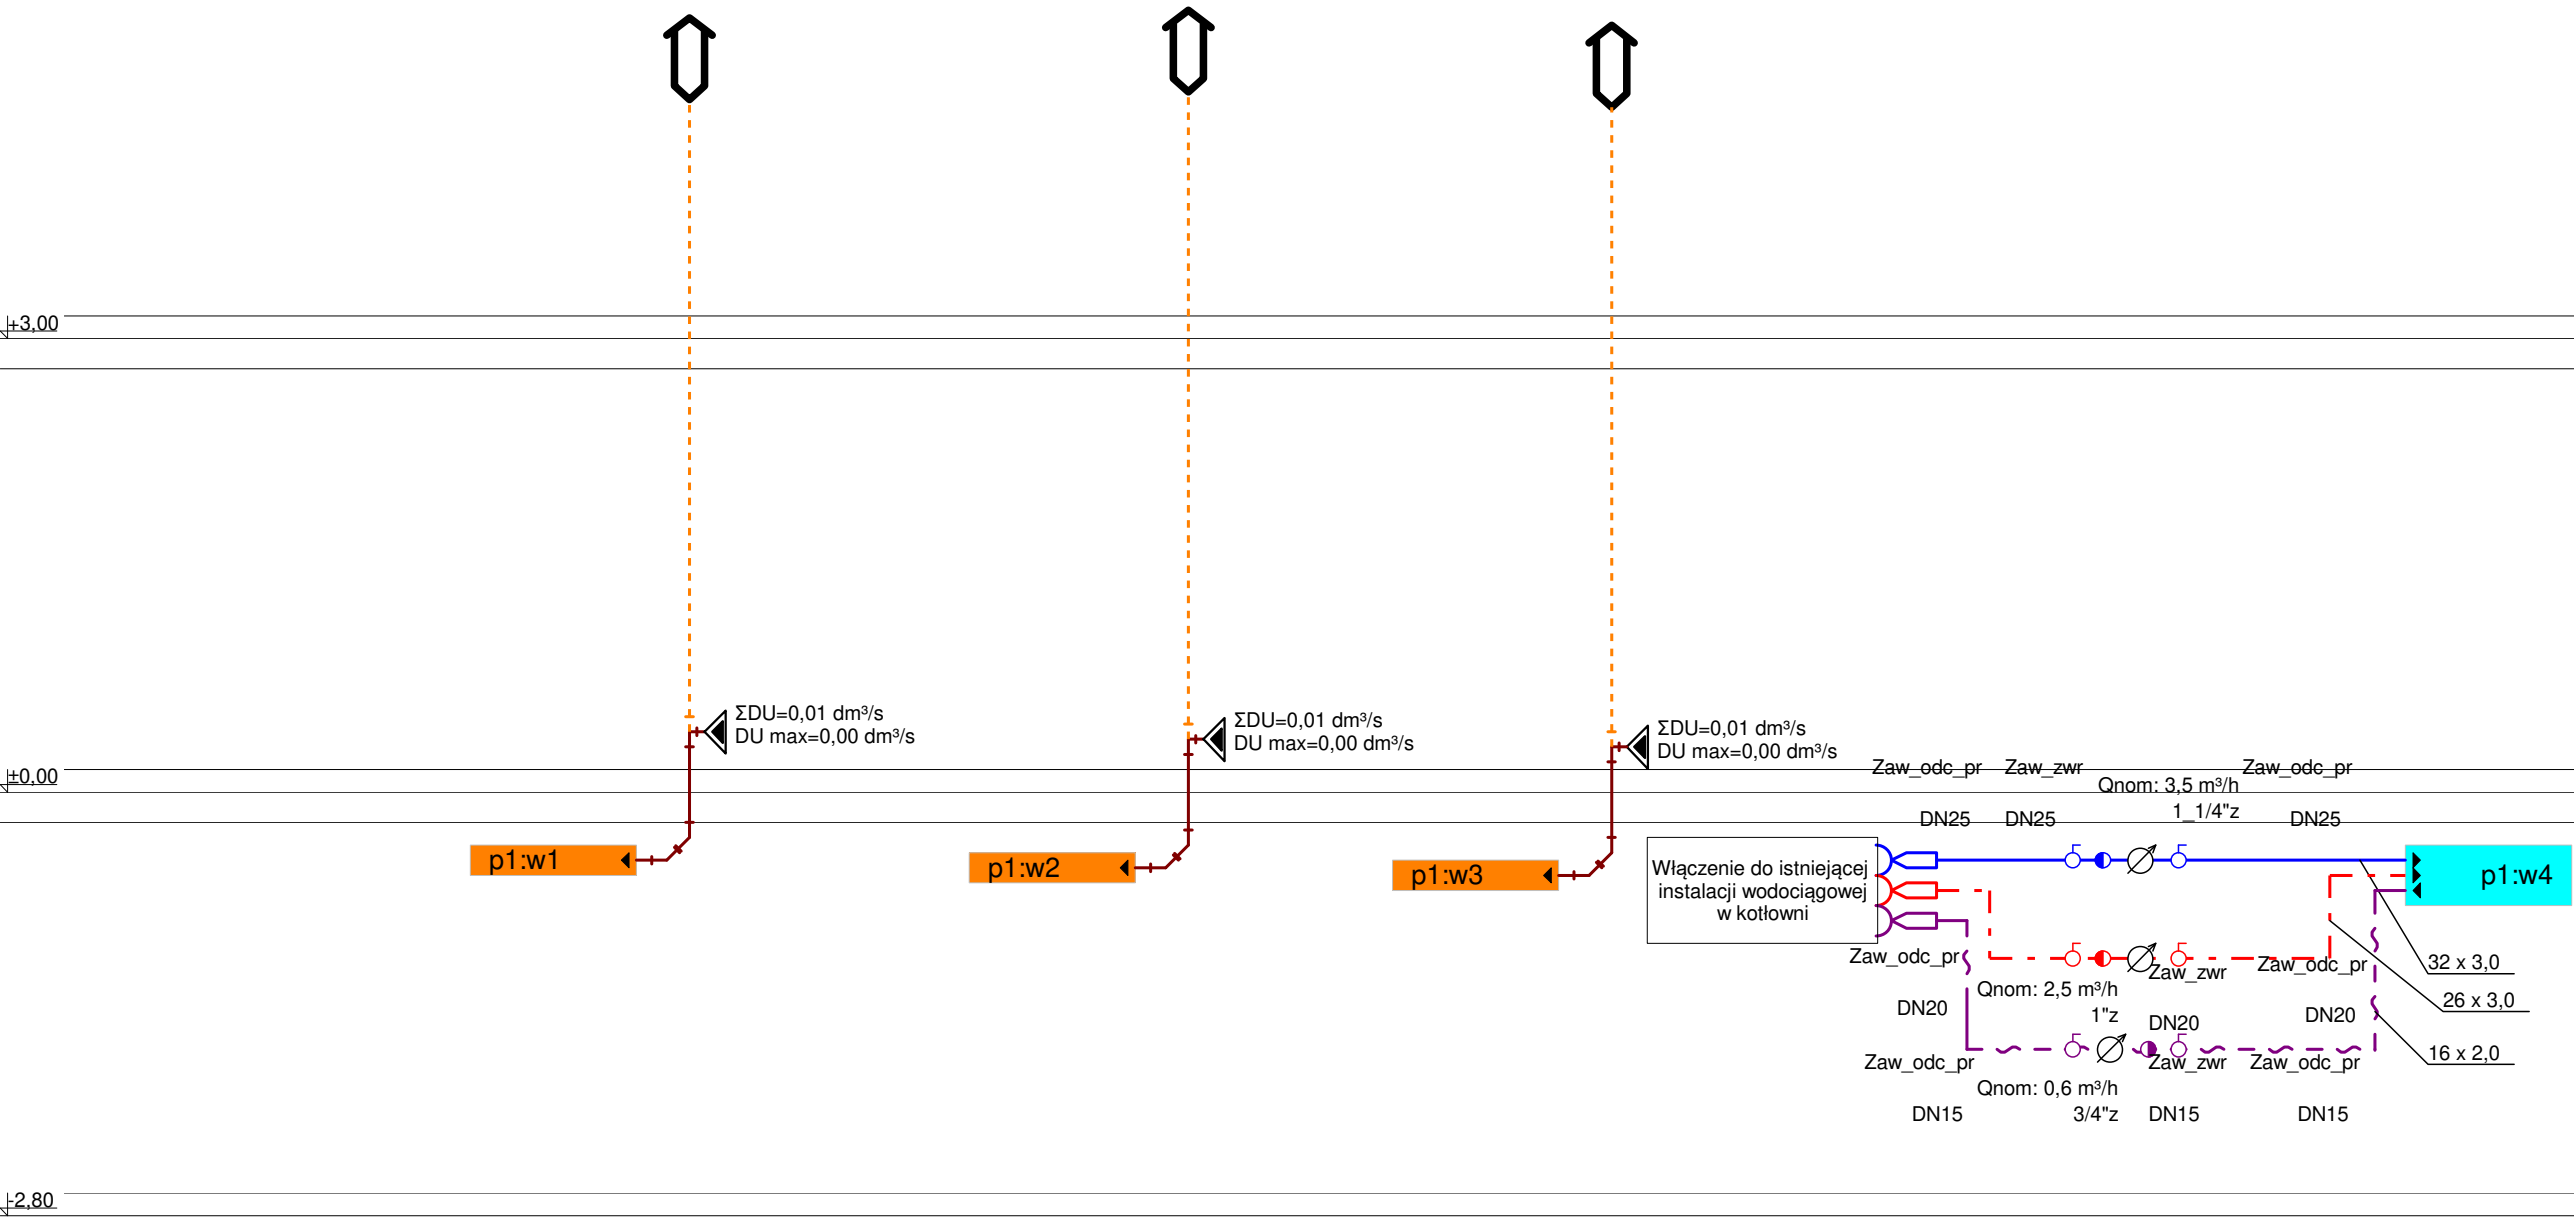 +3,00
ΣDU=0,01 dm³/s
DU max=0,00 dm³/s
ΣDU=0,01 dm³/s
DU max=0,00 dm³/s
ΣDU=0,01 dm³/s
DU max=0,00 dm³/s
±0,00
Zaw_odc_pr
Zaw_zwr
Zaw_odc_pr
Qnom: 3,5 m³/h
1_1/4"z
DN25
DN25
DN25
p1:w1
p1:w2
p1:w3
Włączenie do istniejącej
instalacji wodociągowej
w kotłowni
p1:w4
Zaw_odc_pr
Zaw_zwr
Zaw_odc_pr
32 x 3,0
Qnom: 2,5 m³/h
1"z
26 x 3,0
DN20
DN20
DN20
16 x 2,0
Zaw_odc_pr
Zaw_zwr
Zaw_odc_pr
Qnom: 0,6 m³/h
3/4"z
DN15
DN15
DN15
-2,80